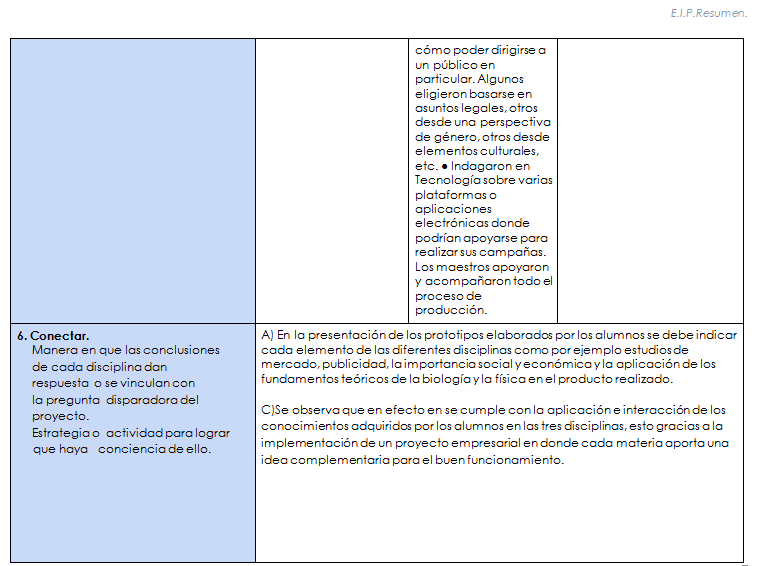 E.I.P.Resumen.
cómo poder dirigirse a
un público en
particular. Algunos
eligieron basarse en
asuntos legales, otros
desde una perspectiva
de género, otros desde
elementos culturales,
etc. ● Indagaron en
Tecnología sobre varias
plataformas o
aplicaciones
electrónicas donde
podrían apoyarse para
realizar sus campañas.
Los maestros apoyaron
y acompañaron todo el
proceso de
producción.
6. Conectar.
Manera en que las conclusiones
de cada disciplina dan
respuesta o se vinculan con
la pregunta disparadora del
proyecto.
Estrategia o actividad para lograr
que haya conciencia de ello.
A) En la presentación de los prototipos elaborados por los alumnos se debe indicar
cada elemento de las diferentes disciplinas como por ejemplo estudios de
mercado, publicidad, la importancia social y económica y la aplicación de los
fundamentos teóricos de la biología y la física en el producto realizado.
C)Se observa que en efecto en se cumple con la aplicación e interacción de los
conocimientos adquiridos por los alumnos en las tres disciplinas, esto gracias a la
implementación de un proyecto empresarial en donde cada materia aporta una
idea complementaria para el buen funcionamiento.